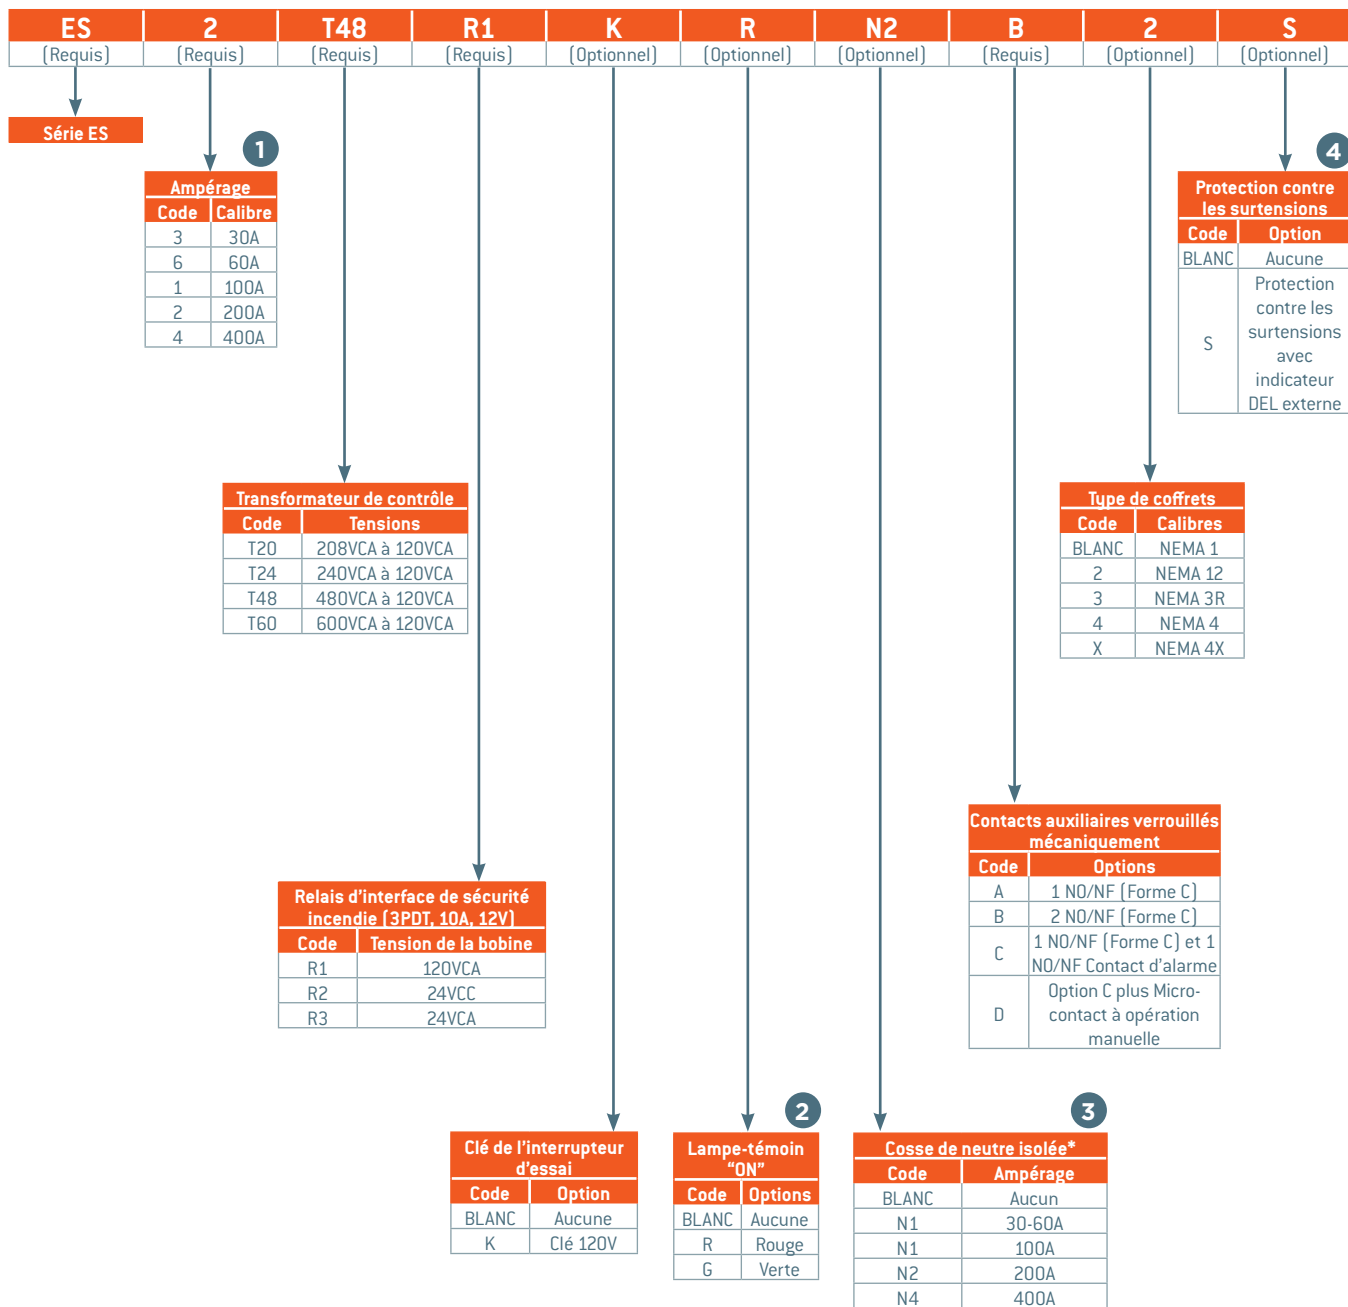 ES 2 T48 R1 K R N2 B 2 S
(Requis) (Requis) (Requis) (Requis) (Optionnel) (Optionnel) (Optionnel) (Requis) (Optionnel) (Optionnel)
Série ES
1
Ampérage
Code Calibre
3 30A
6 60A
1 100A
2 200A
4 400A
4
Protection contre
les surtensions
Code Option
BLANC Aucune
S Protection
contre les
surtensions
avec
indicateur
DEL externe
Transformateur de contrôle
Code Tensions
T20 208VCA à 120VCA
T24 240VCA à 120VCA
T48 480VCA à 120VCA
T60 600VCA à 120VCA
Type de coffrets
Code Calibres
BLANC NEMA 1
2 NEMA 12
3 NEMA 3R
4 NEMA 4
X NEMA 4X
Contacts auxiliaires verrouillés
mécaniquement
Code Options
A 1 NO/NF (Forme C)
B 2 NO/NF (Forme C)
C 1 NO/NF (Forme C) et 1
NO/NF Contact d'alarme
D Option C plus Micro-
contact à opération
manuelle
Relais d'interface de sécurité
incendie (3PDT, 10A, 12V)
Code Tension de la bobine
R1 120VCA
R2 24VCC
R3 24VCA
Clé de l'interrupteur
d'essai
Code Option
BLANC Aucune
K Clé 120V
2
Lampe-témoin
"ON"
Code Options
BLANC Aucune
R Rouge
G Verte
3
Cosse de neutre isolée*
Code Ampérage
BLANC Aucun
N1 30-60A
N1 100A
N2 200A
N4 400A